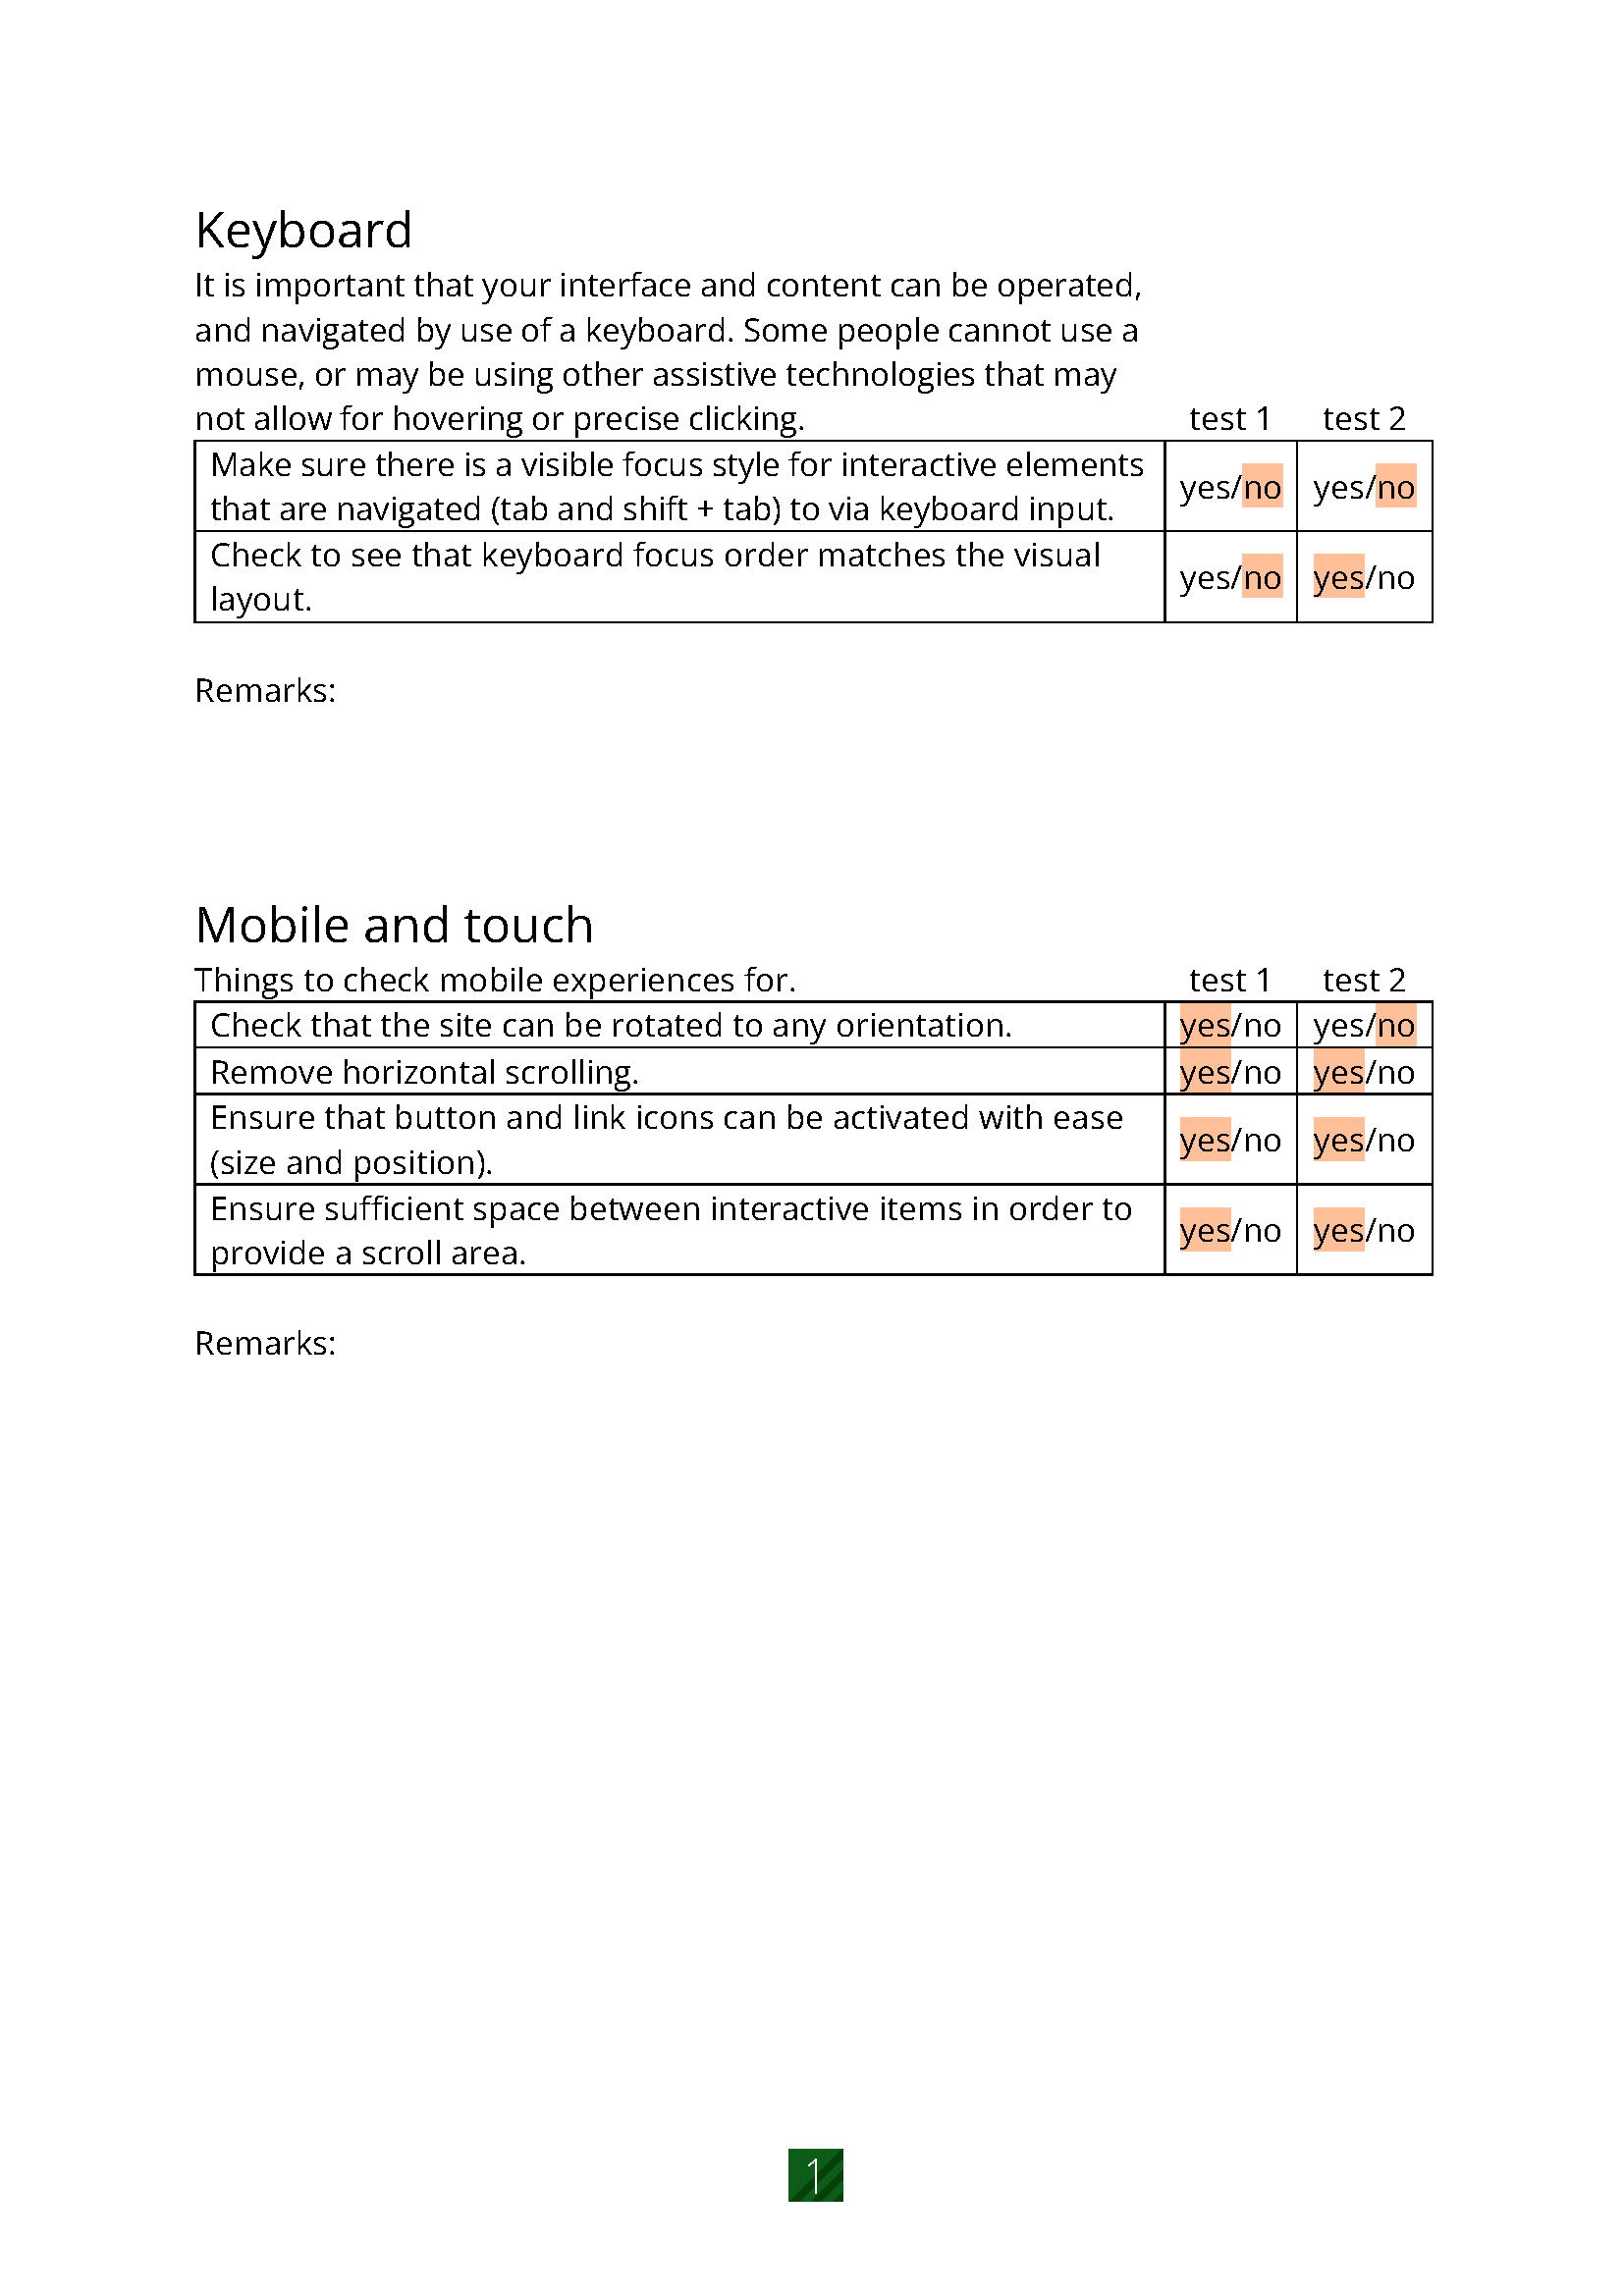 Keyboard
It is important that your interface and content can be operated,
and navigated by use of a keyboard. Some people cannot use a
mouse, or may be using other assistive technologies that may
not allow for hovering or precise clicking. test 1 test 2
Make sure there is a visible focus style for interactive elements
that are navigated (tab and shift + tab) to via keyboard input.
yes/no yes/no
Check to see that keyboard focus order matches the visual
layout.
yes/no yes/no
Remarks:
Mobile and touch
Things to check mobile experiences for. test 1 test 2
Check that the site can be rotated to any orientation. yes/no yes/no
Remove horizontal scrolling. yes/no yes/no
Ensure that button and link icons can be activated with ease
(size and position).
yes/no yes/no
Ensure sufficient space between interactive items in order to
provide a scroll area.
yes/no yes/no
Remarks:
1